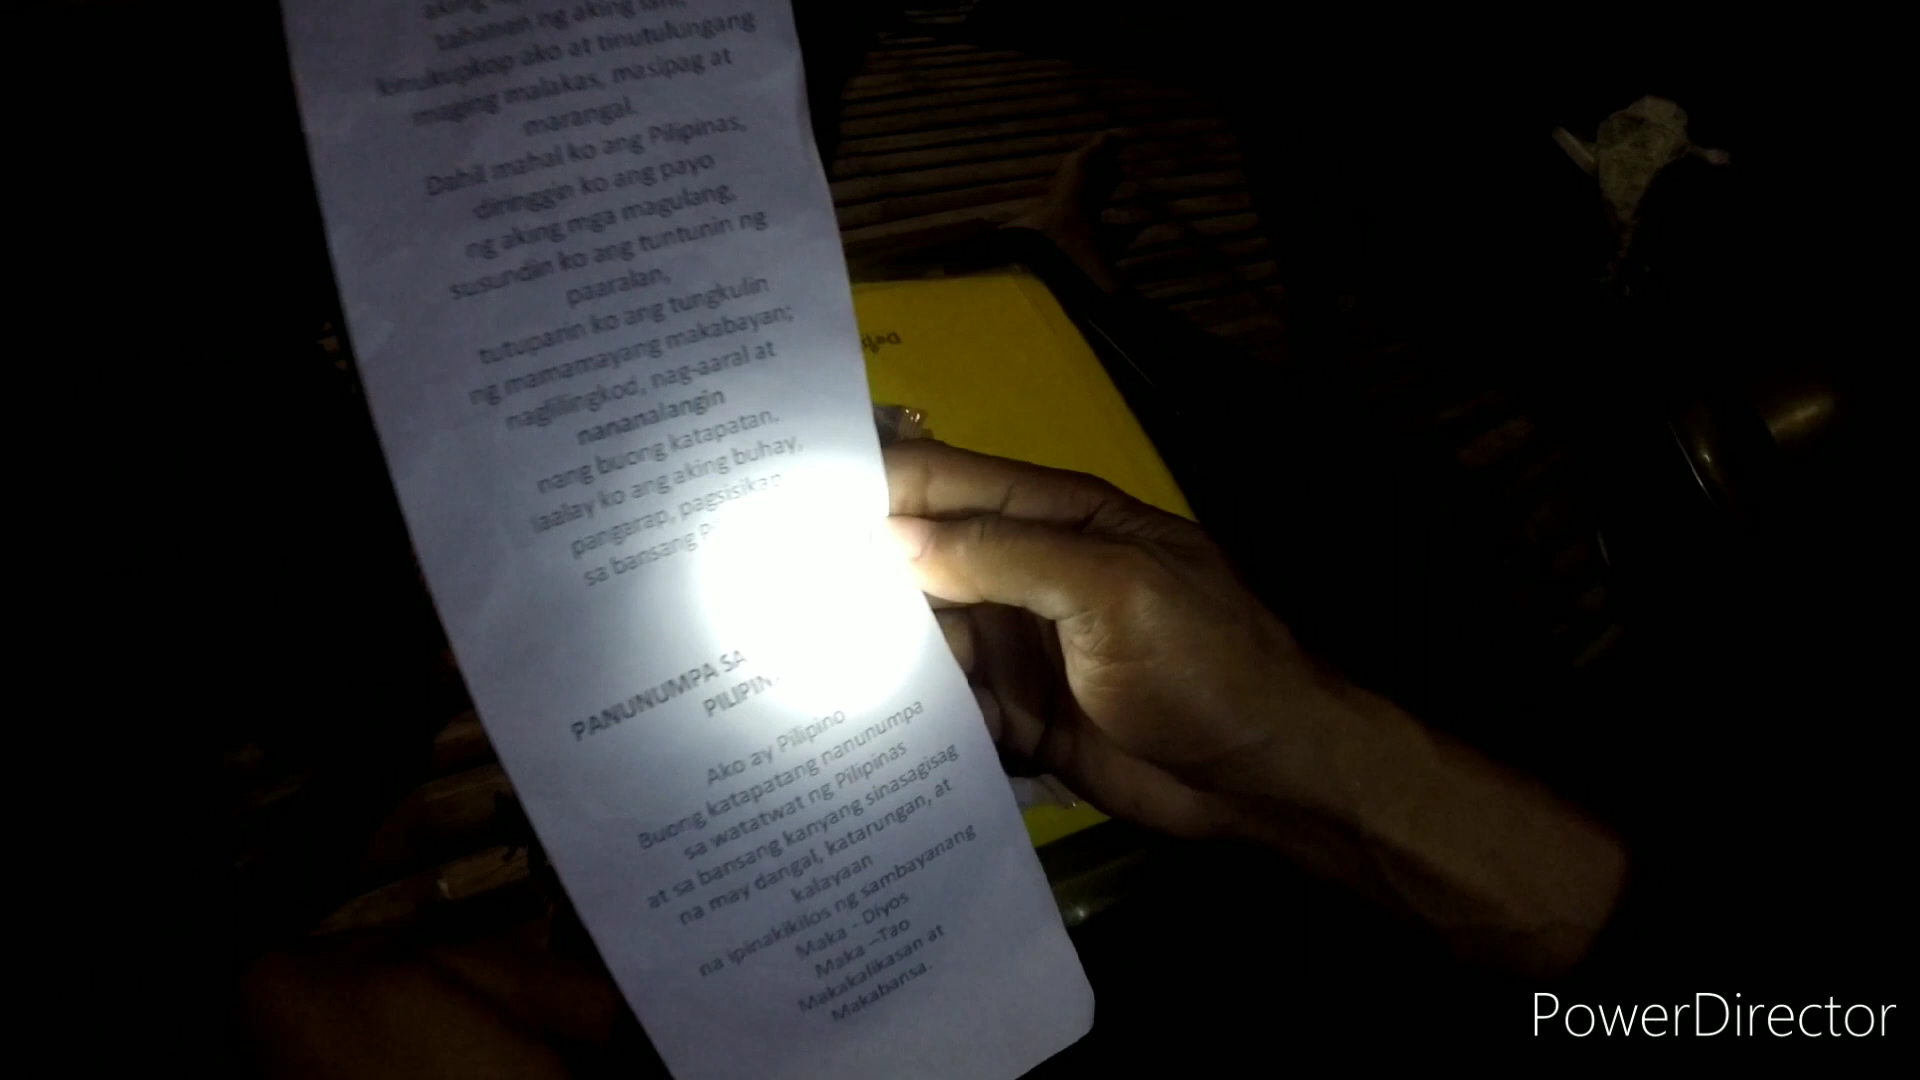 aking
tahanan ng aking lahi,
kinukupkop ako at tinutulungang
maging malakas, masipag at
marangal.
Dahil mahal ko ang Pilipinas,
diringgin ko ang payo
ng aking mga magulang,
susundin ko ang tuntunin ng
paaralan,
tutuparin ko ang tungkulin
ng mamamayang makabayan;
naglilingkod, nag-aaral at
nananalangin
nang buong katapatan.
Iaalay ko ang aking buhay,
pangarap, pagsisikap
sa bansang
PANUNUMPA SA
PILIPIN
Ako ay Pilipino
Buong katapatang nanunumpa
sa watatwat ng Pilipinas
at sa bansang kanyang sinasagisag
na may dangal, katarungan, at
kalayaan
na ipinakikilos ng sambayanang
Maka - Diyos
Maka –Tao
Makakalikasan at
Makabansa.
PowerDirector